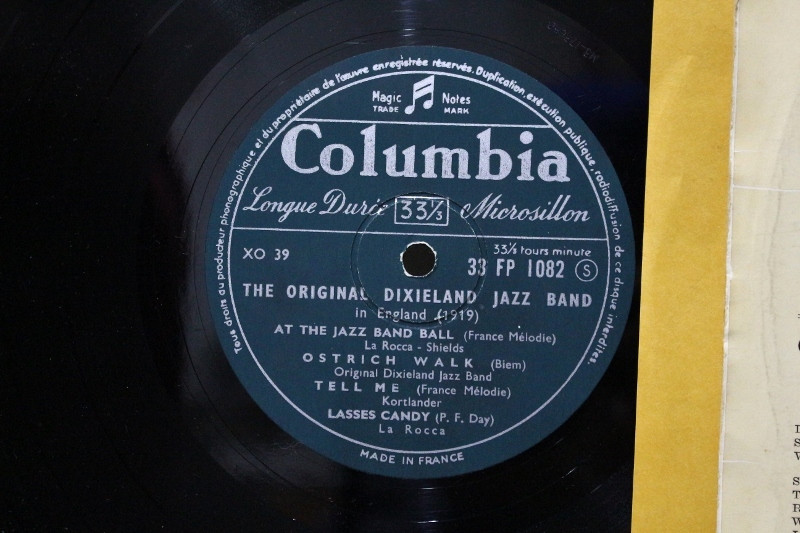 Tous droits du producteur phonographique et du propriétaire de l'œuvre enregistrée réservés. Duplication, exécution publique, radiodiffusion de ce disque interdites.
Magic Notes
TRADE MARK
Columbia
Longue Durée 33⅓ Microsillon
XO 39
33⅓ tours minute
33 FP 1082 S
THE ORIGINAL DIXIELAND JAZZ BAND
in England (1919)
AT THE JAZZ BAND BALL (France Mélodie)
La Rocca - Shields
OSTRICH WALK (Biem)
Original Dixieland Jazz Band
TELL ME (France Mélodie)
Kortlander
LASSES CANDY (P. F. Day)
La Rocca
MADE IN FRANCE